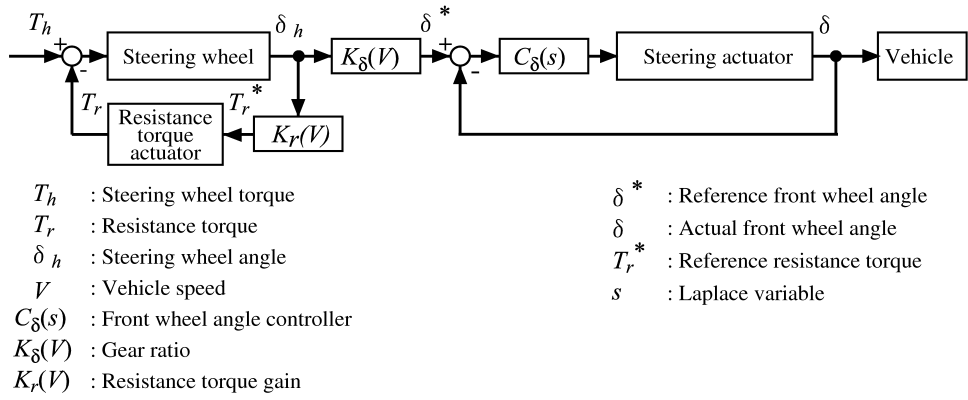 T_h
+
-
Steering wheel
δ_h
K_δ(V)
δ*
+
-
C_δ(s)
Steering actuator
δ
Vehicle
T_r
Resistance
torque
actuator
T_r*
K_r(V)
T_h : Steering wheel torque
T_r : Resistance torque
δ_h : Steering wheel angle
V : Vehicle speed
C_δ(s) : Front wheel angle controller
K_δ(V) : Gear ratio
K_r(V) : Resistance torque gain
δ* : Reference front wheel angle
δ : Actual front wheel angle
T_r* : Reference resistance torque
s : Laplace variable